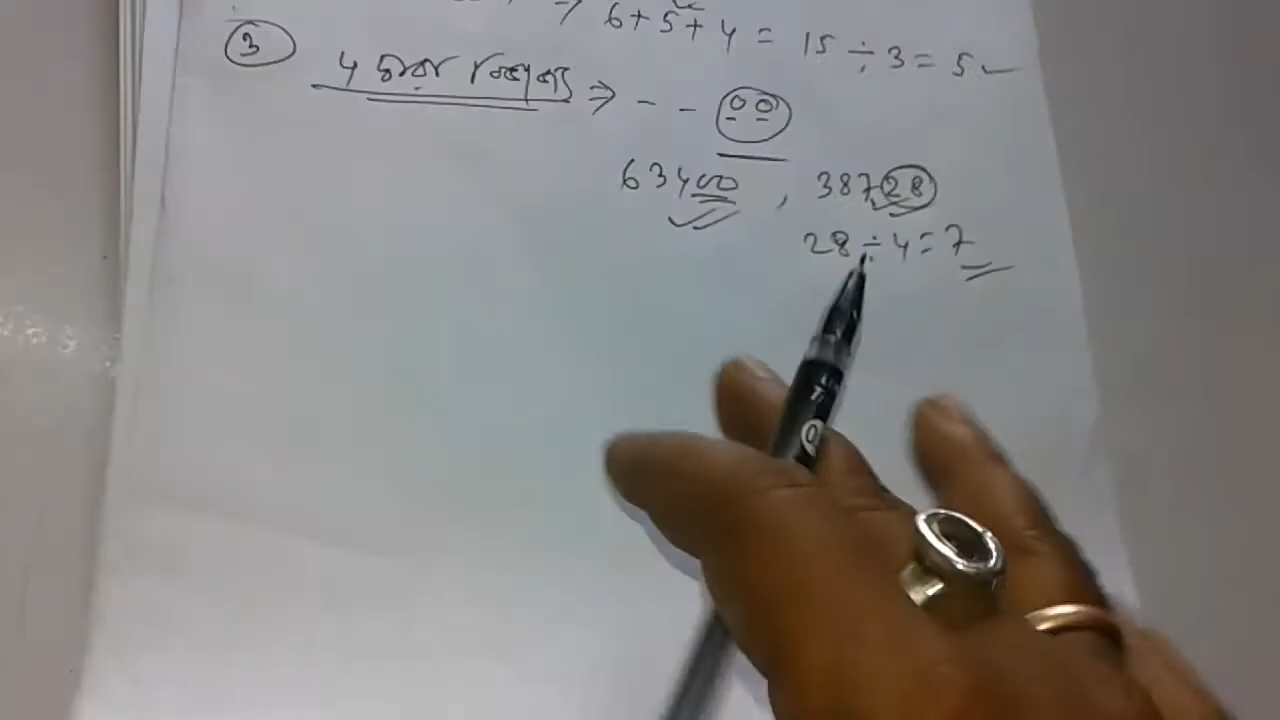 ⇒ 6 + 5 + 4 = 15 ÷ 3 = 5
③ 4 ⇒ - - 00
63400 , 38728
28 ÷ 4 = 7